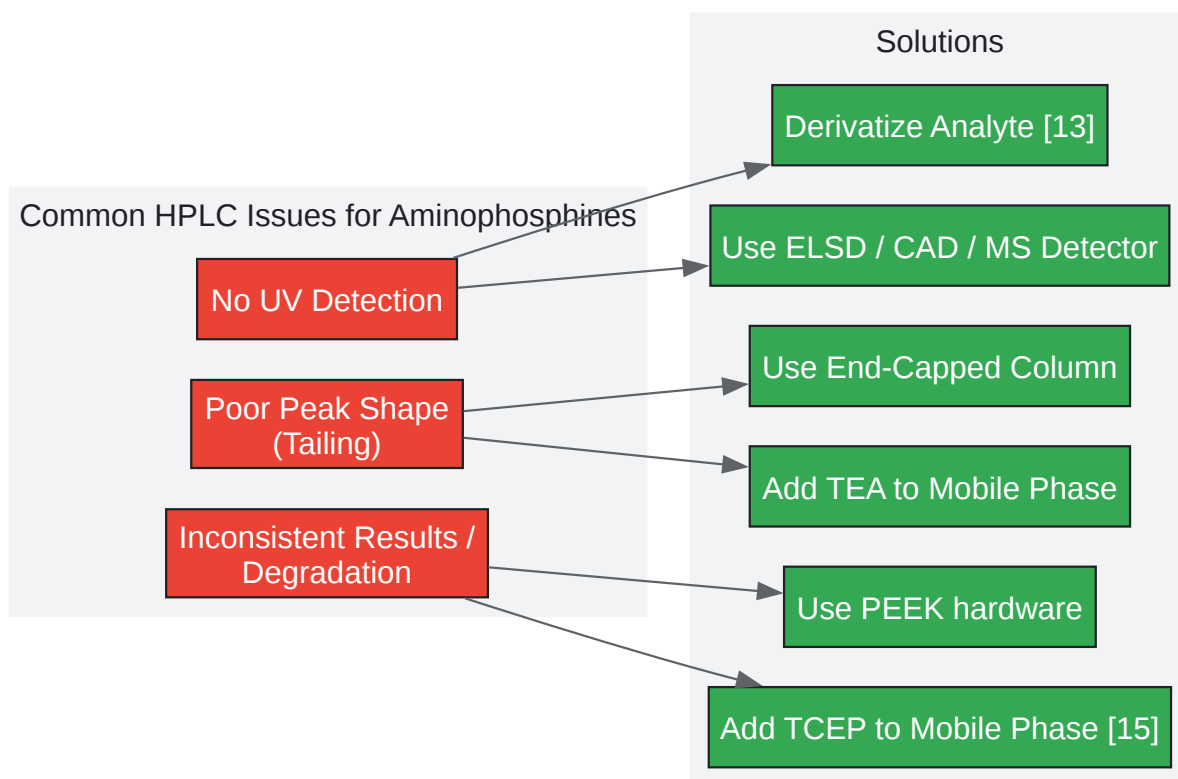 Common HPLC Issues for Aminophosphines
No UV Detection
Poor Peak Shape
(Tailing)
Inconsistent Results /
Degradation
Solutions
Derivatize Analyte [13]
Use ELSD / CAD / MS Detector
Use End-Capped Column
Add TEA to Mobile Phase
Use PEEK hardware
Add TCEP to Mobile Phase [15]